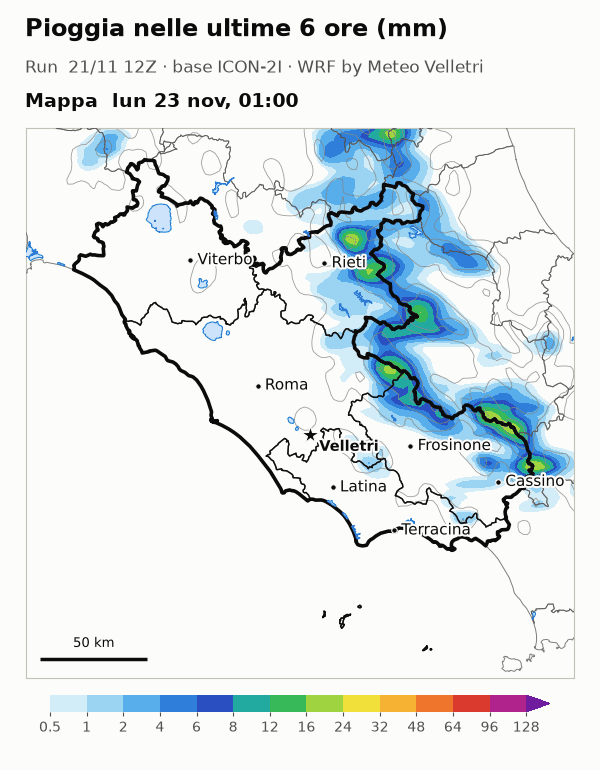 Pioggia nelle ultime 6 ore (mm)
Run  21/11 12Z · base ICON-2I · WRF by Meteo Velletri
Mappa  lun 23 nov, 01:00
Viterbo
Rieti
Roma
Velletri
Frosinone
Latina
Cassino
Terracina
50 km
0.5 1 2 4 6 8 12 16 24 32 48 64 96 128